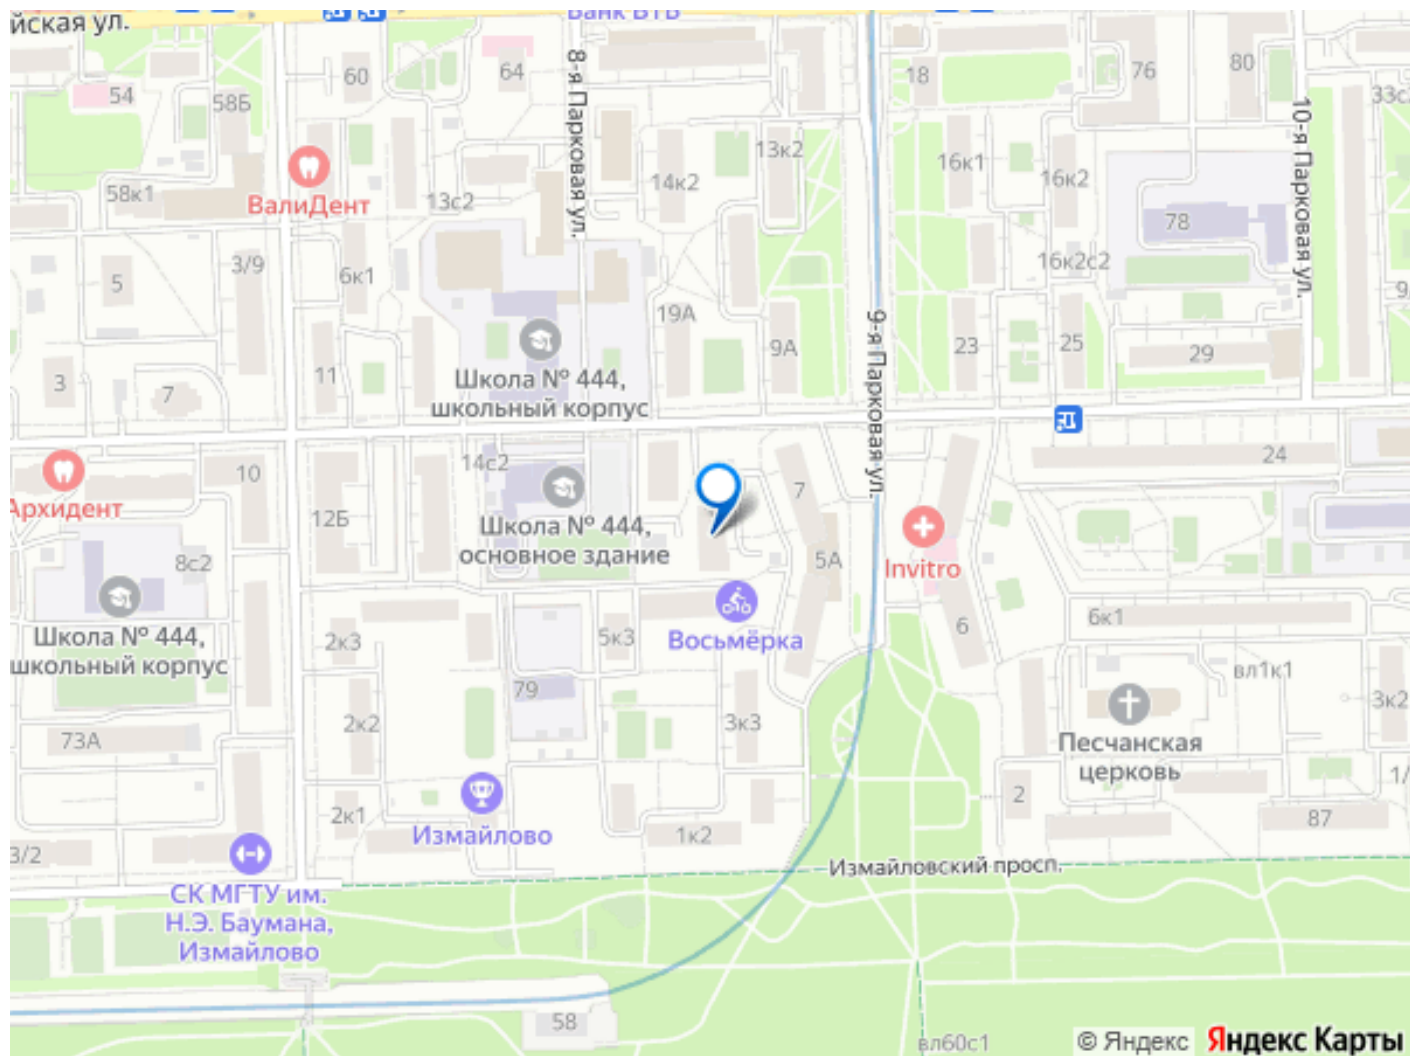 йская ул.
Банк ВТБ
54
60
64
58Б
8-я Парковая ул.
18
76
80
33с
10-я Парковая ул.
58к1
ВалиДент
13с2
14к2
13к2
16к1
16к2
78
5
3/9
6к1
19А
9А
16к2с2
9-я Парковая ул.
23
25
29
9/
3
7
11
Школа № 444,
школьный корпус
10
14с2
24
Архидент
12Б
Школа № 444,
основное здание
7
5А
Invitro
8с2
Школа № 444,
школьный корпус
2к3
5к3
Восьмёрка
6
6к1
вл1к1
79
2к2
3к3
3к2
73А
Песчанская
церковь
1/
2к1
Измайлово
1к2
2
87
3/2
Измайловский просп.
СК МГТУ им.
Н.Э. Баумана,
Измайлово
58
вл60с1
© Яндекс
Яндекс Карты